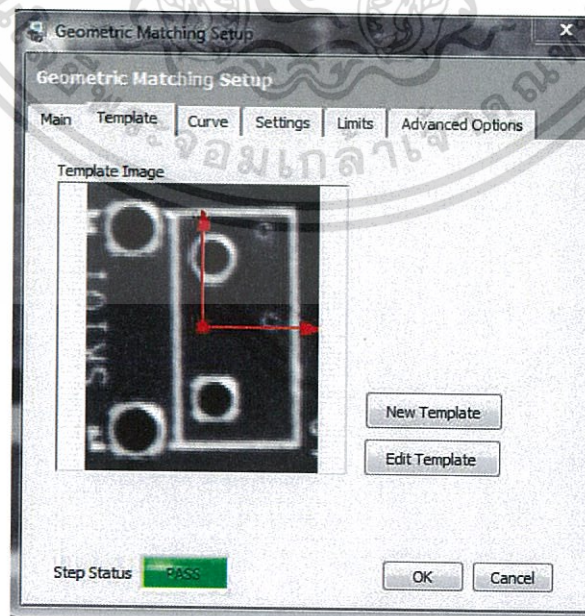 Geometric Matching Setup
Geometric Matching Setup
Main Template Curve Settings Limits Advanced Options
Template Image
SK101
New Template
Edit Template
Step Status PASS
OK Cancel